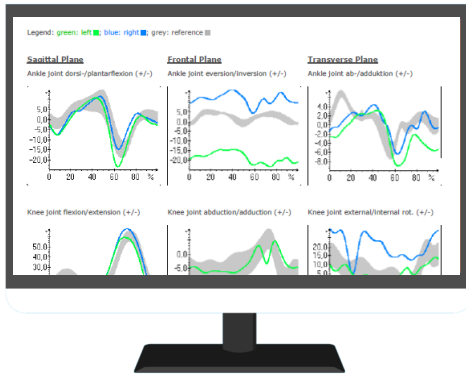 Legend: green: left ; blue: right ; grey: reference
Sagittal Plane Frontal Plane Transverse Plane
Ankle joint dorsi-/plantarflexion (+/-) Ankle joint eversion/inversion (+/-) Ankle joint ab-/adduktion (+/-)
5,0 10,0 4,0
0,0 5,0 2,0
-5,0 0,0 0,0
-10,0 -5,0 -2,0
-15,0 -10,0 -4,0
-20,0 -15,0 -6,0
-20,0 -8,0
0 20 40 60 80 % 0 20 40 60 80 % 0 20 40 60 80 %
Knee joint flexion/extension (+/-) Knee joint abduction/adduction (+/-) Knee joint external/internal rot. (+/-)
50,0 0,0 20,0
40,0 -5,0 15,0
30,0 10,0
5,0